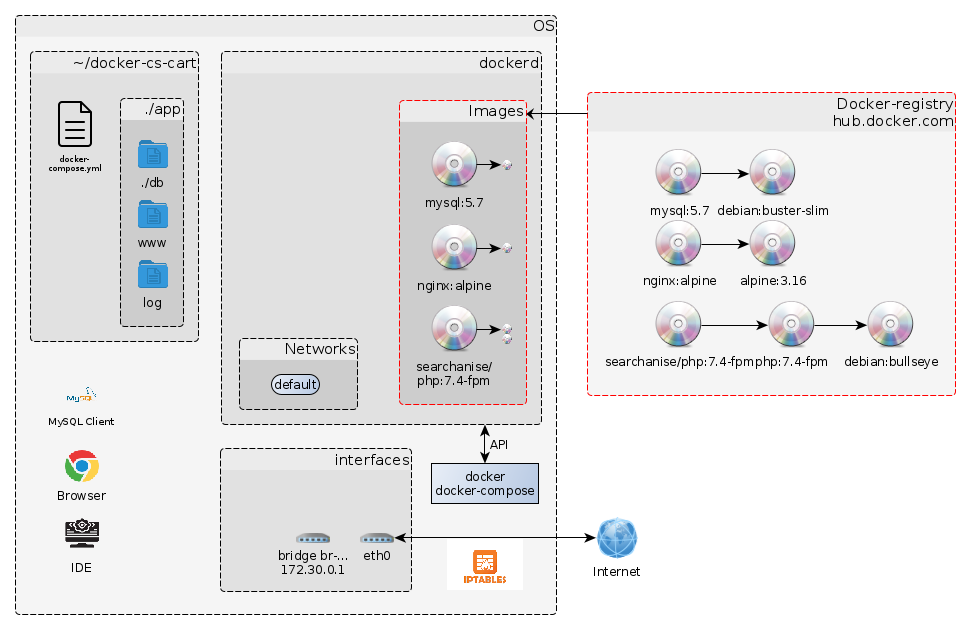 OS
~/docker-cs-cart
docker-
compose.yml
./app
./db
www
log
dockerd
Images
mysql:5.7
nginx:alpine
searchanise/
php:7.4-fpm
Networks
default
Docker-registry
hub.docker.com
mysql:5.7
debian:buster-slim
nginx:alpine
alpine:3.16
searchanise/php:7.4-fpm
php:7.4-fpm
debian:bullseye
MySQL
MySQL Client
Browser
IDE
API
docker
docker-compose
interfaces
bridge br-...
172.30.0.1
eth0
IPTABLES
Internet